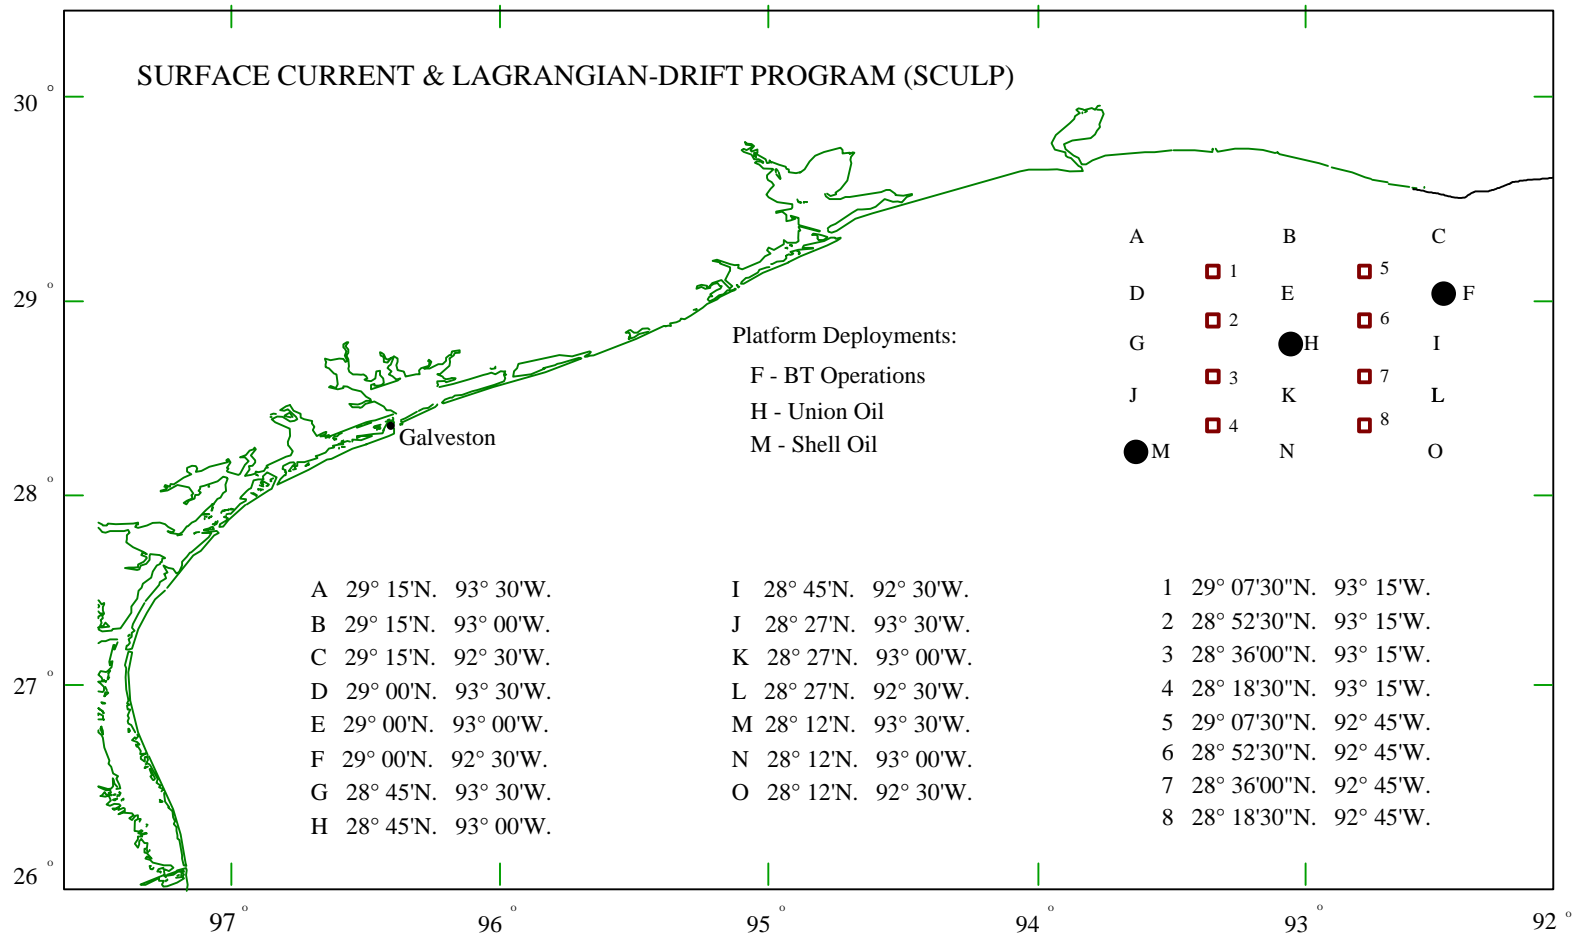 SURFACE CURRENT & LAGRANGIAN-DRIFT PROGRAM (SCULP)
30°
A B C
1 5
29°
D E F
2 6
Platform Deployments:
G H I
F - BT Operations
3 7
J K L
H - Union Oil
4 8
Galveston
M - Shell Oil
M N O
28°
A 29° 15'N. 93° 30'W.
B 29° 15'N. 93° 00'W.
C 29° 15'N. 92° 30'W.
D 29° 00'N. 93° 30'W.
E 29° 00'N. 93° 00'W.
F 29° 00'N. 92° 30'W.
G 28° 45'N. 93° 30'W.
H 28° 45'N. 93° 00'W.
I 28° 45'N. 92° 30'W.
J 28° 27'N. 93° 30'W.
K 28° 27'N. 93° 00'W.
L 28° 27'N. 92° 30'W.
M 28° 12'N. 93° 30'W.
N 28° 12'N. 93° 00'W.
O 28° 12'N. 92° 30'W.
1 29° 07'30"N. 93° 15'W.
2 28° 52'30"N. 93° 15'W.
3 28° 36'00"N. 93° 15'W.
4 28° 18'30"N. 93° 15'W.
5 29° 07'30"N. 92° 45'W.
6 28° 52'30"N. 92° 45'W.
7 28° 36'00"N. 92° 45'W.
8 28° 18'30"N. 92° 45'W.
27°
26°
97° 96° 95° 94° 93° 92°